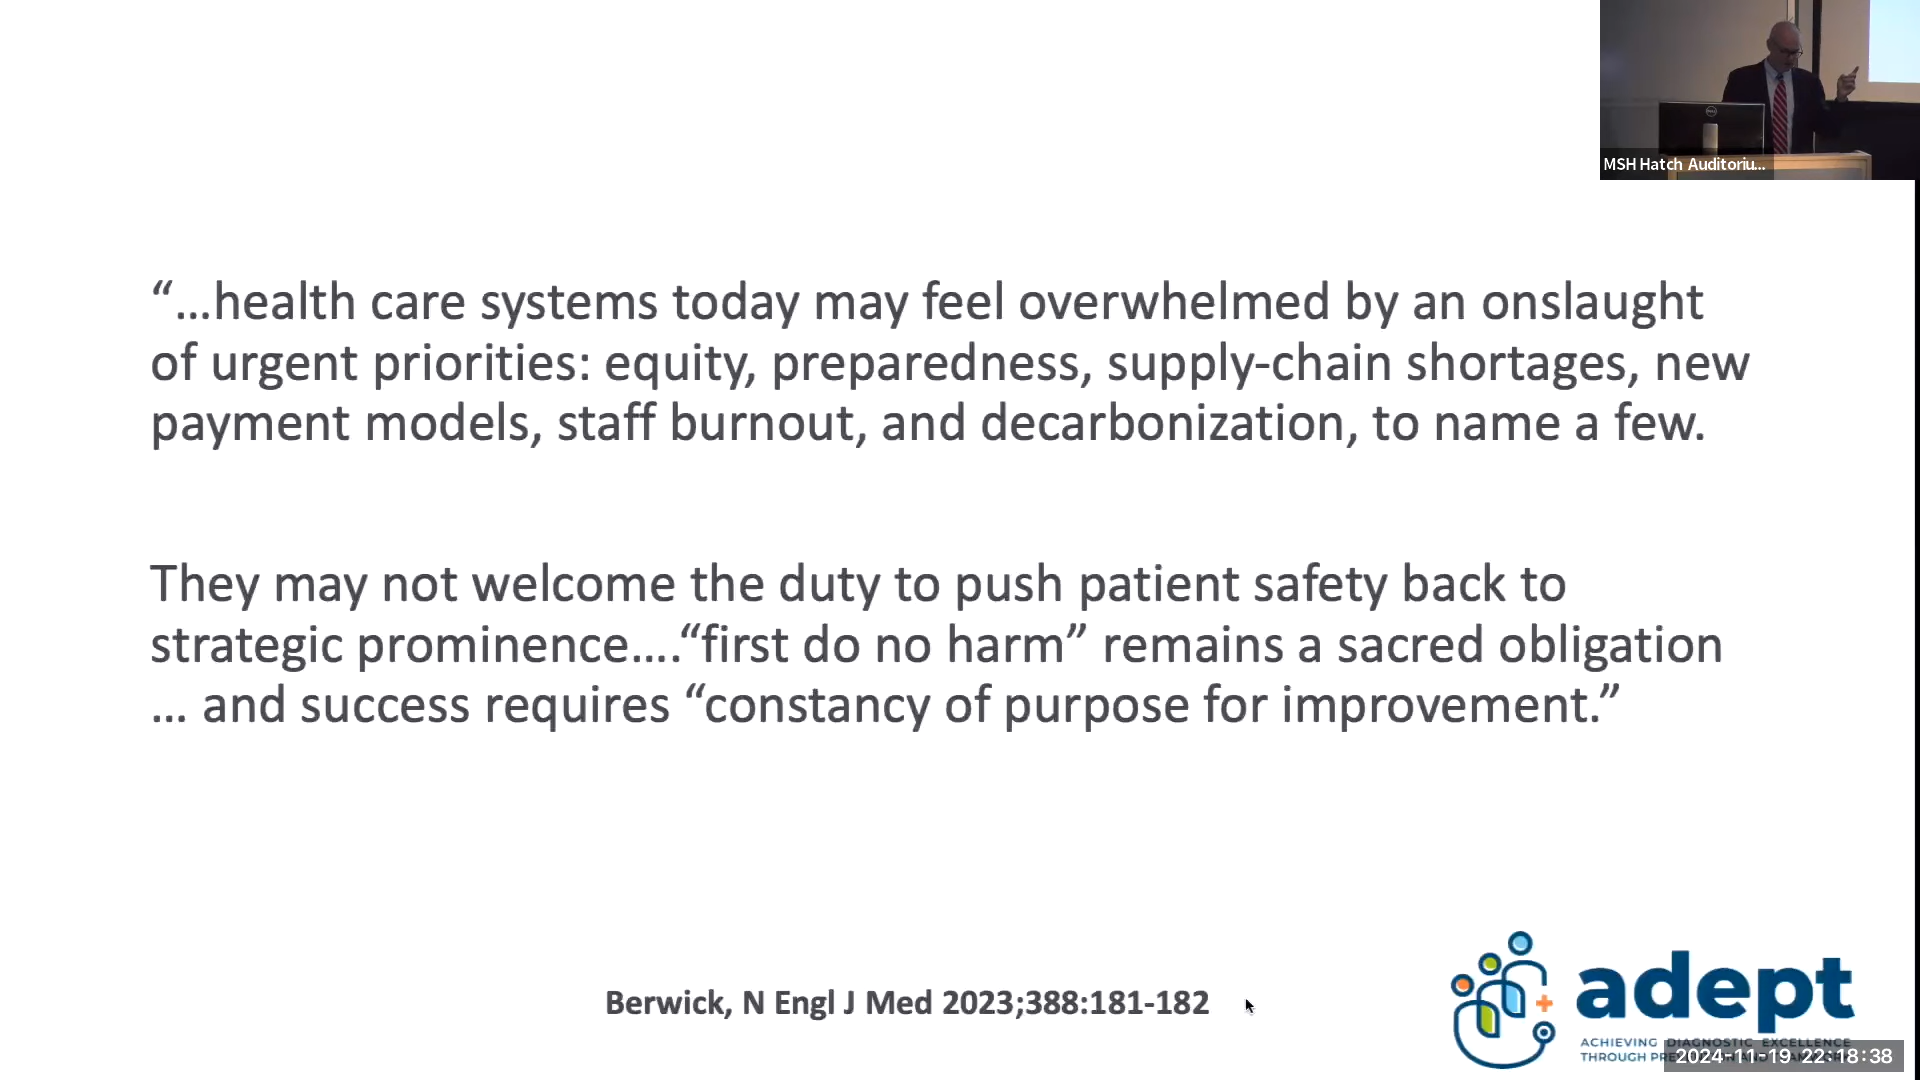 MSH Hatch Auditoriu...
“...health care systems today may feel overwhelmed by an onslaught
of urgent priorities: equity, preparedness, supply-chain shortages, new
payment models, staff burnout, and decarbonization, to name a few.
They may not welcome the duty to push patient safety back to
strategic prominence....“first do no harm” remains a sacred obligation
... and success requires “constancy of purpose for improvement.”
Berwick, N Engl J Med 2023;388:181-182
adept
ACHIEVING DIAGNOSTIC EXCELLENCE
THROUGH
2024-11-19 22:18:38